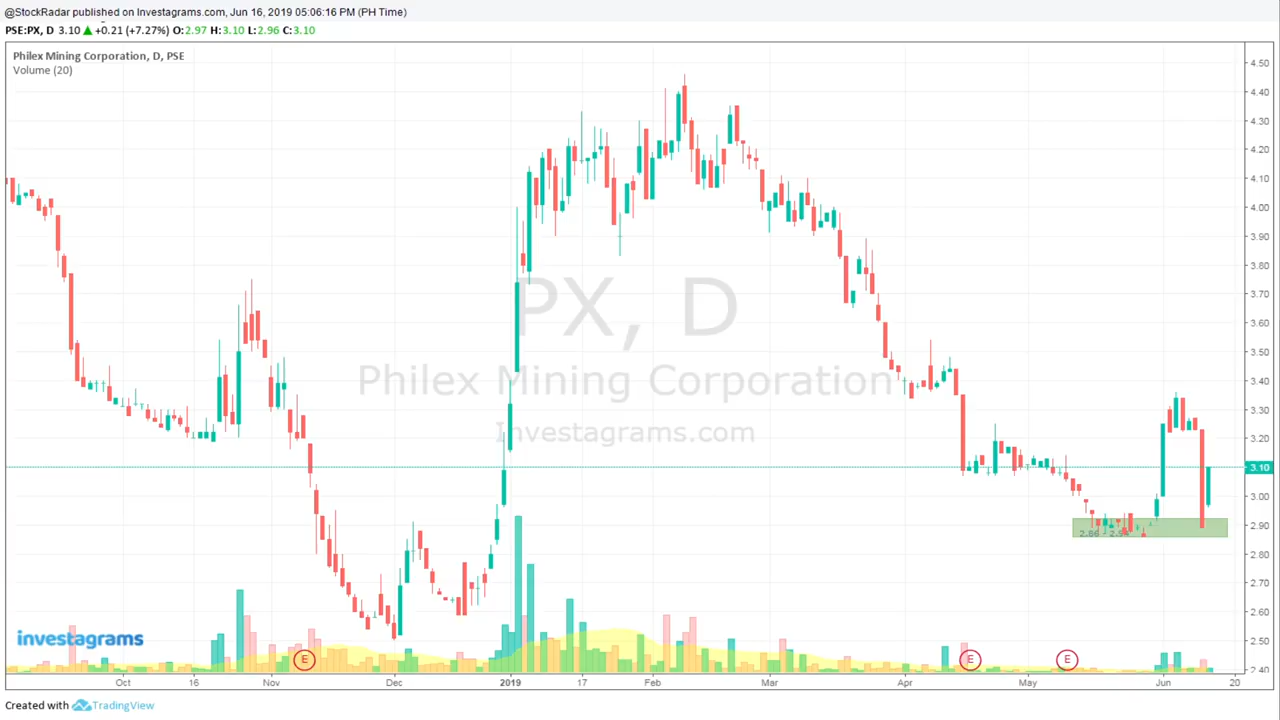 @StockRadar published on Investagrams.com, Jun 16, 2019 05:06:16 PM (PH Time)
PSE:PX, D 3.10 ▲ +0.21 (+7.27%) O:2.97 H:3.10 L:2.96 C:3.10
Philex Mining Corporation, D, PSE
Volume (20)
4.50
4.40
4.30
4.20
4.10
4.00
3.90
3.80
3.70
3.60
3.50
3.40
3.30
3.20
3.10
3.00
2.90
2.80
2.70
2.60
2.50
2.40
PX, D
Philex Mining Corporation
Investagrams.com
investagrams
E E E
Oct 16 Nov Dec 2019 17 Feb Mar Apr May Jun 20
Created with TradingView